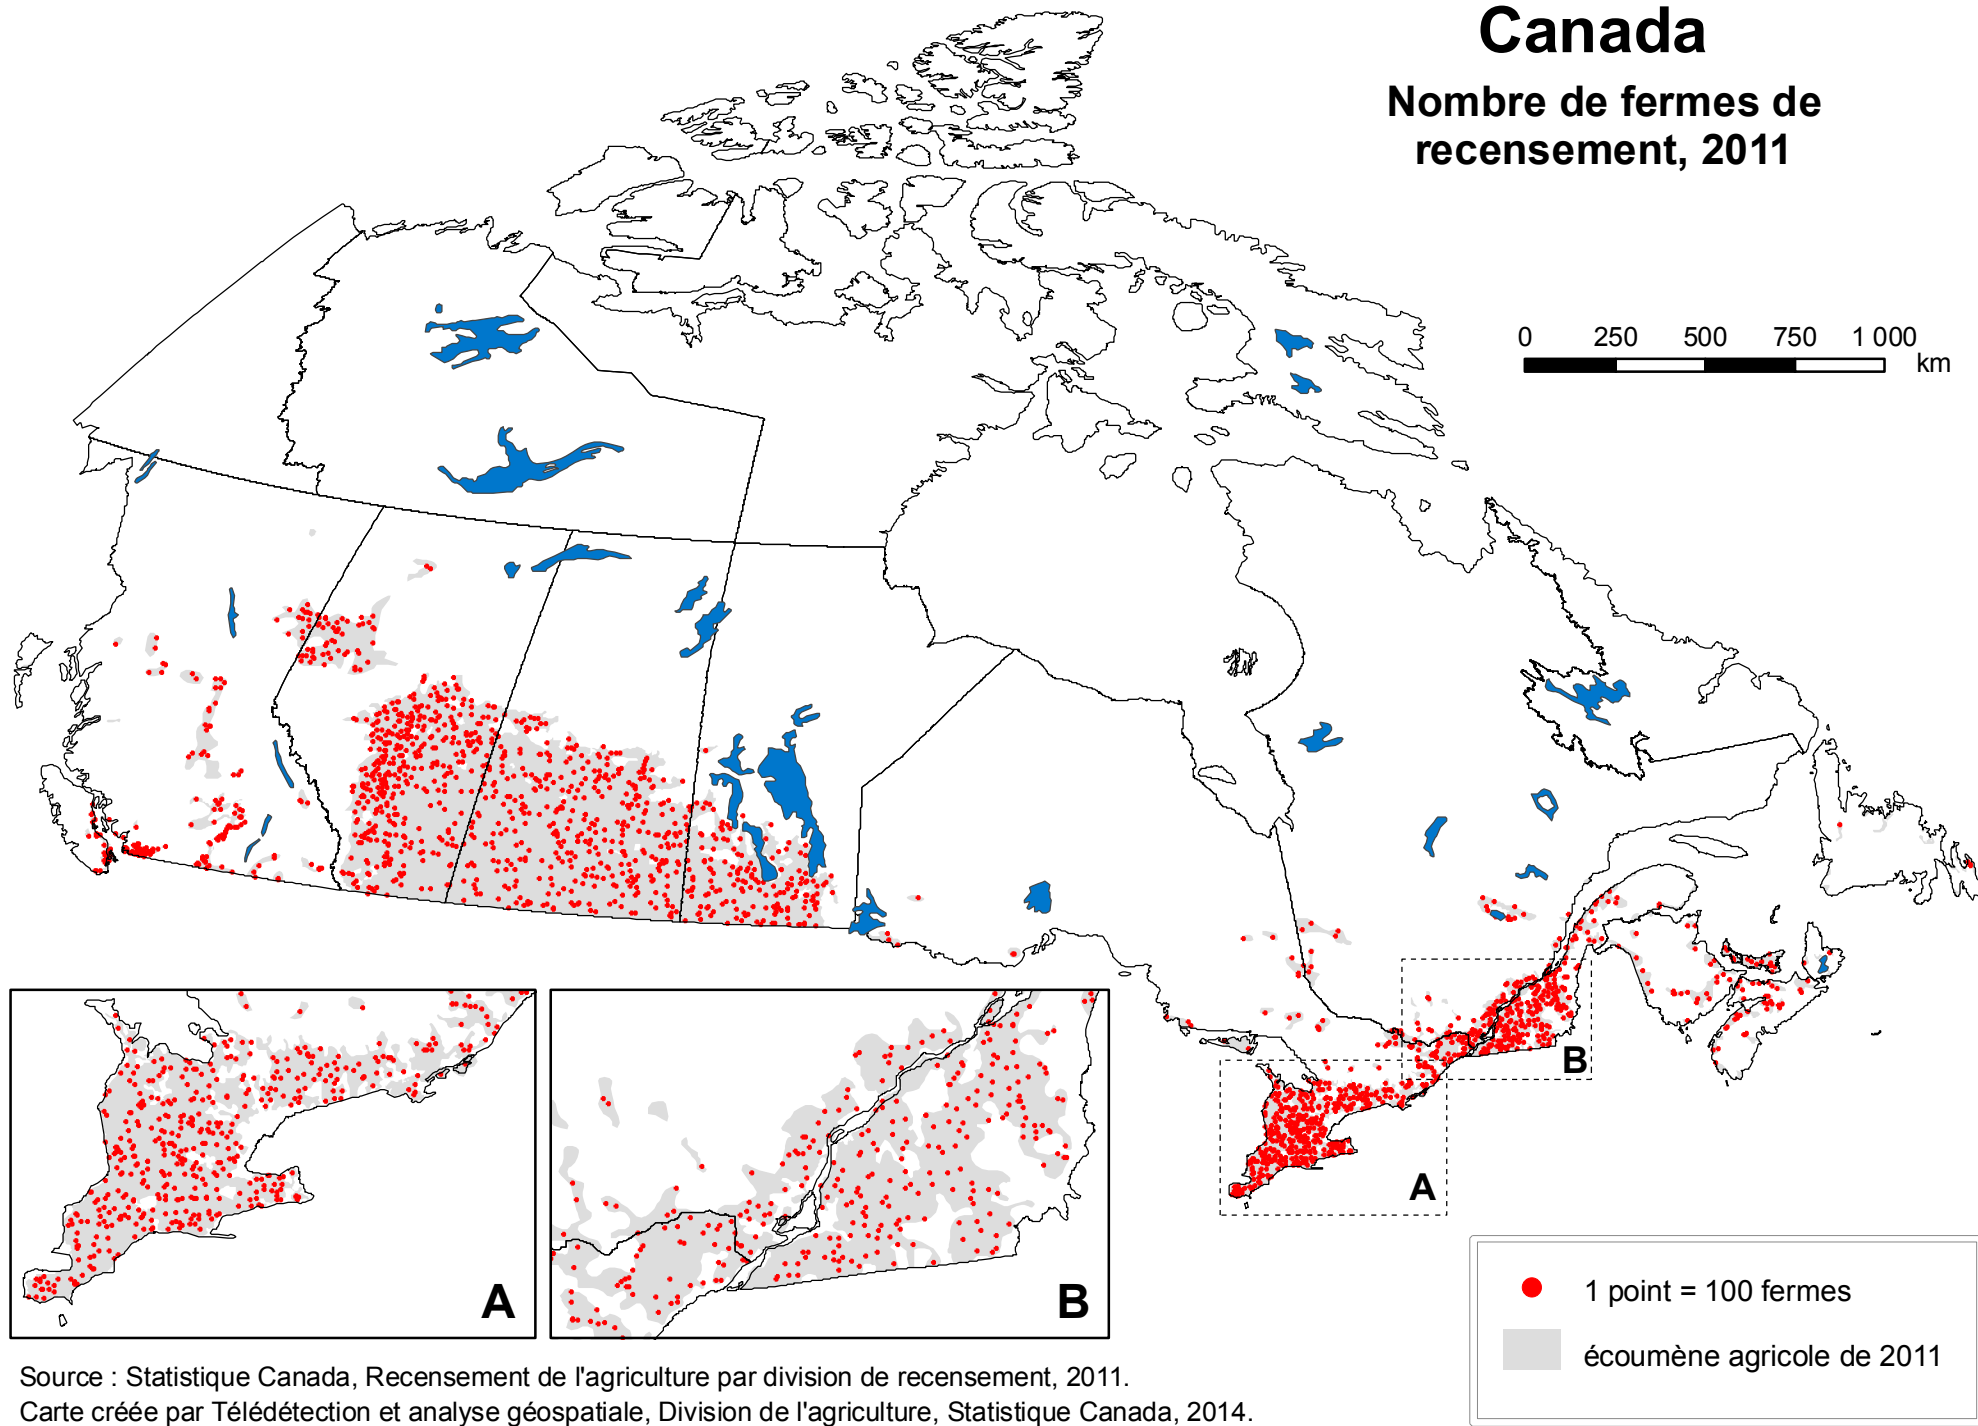 Canada
Nombre de fermes de
recensement, 2011
0 250 500 750 1 000
km
A
B
A
B
1 point = 100 fermes
écoumène agricole de 2011
Source : Statistique Canada, Recensement de l'agriculture par division de recensement, 2011.
Carte créée par Télédétection et analyse géospatiale, Division de l'agriculture, Statistique Canada, 2014.